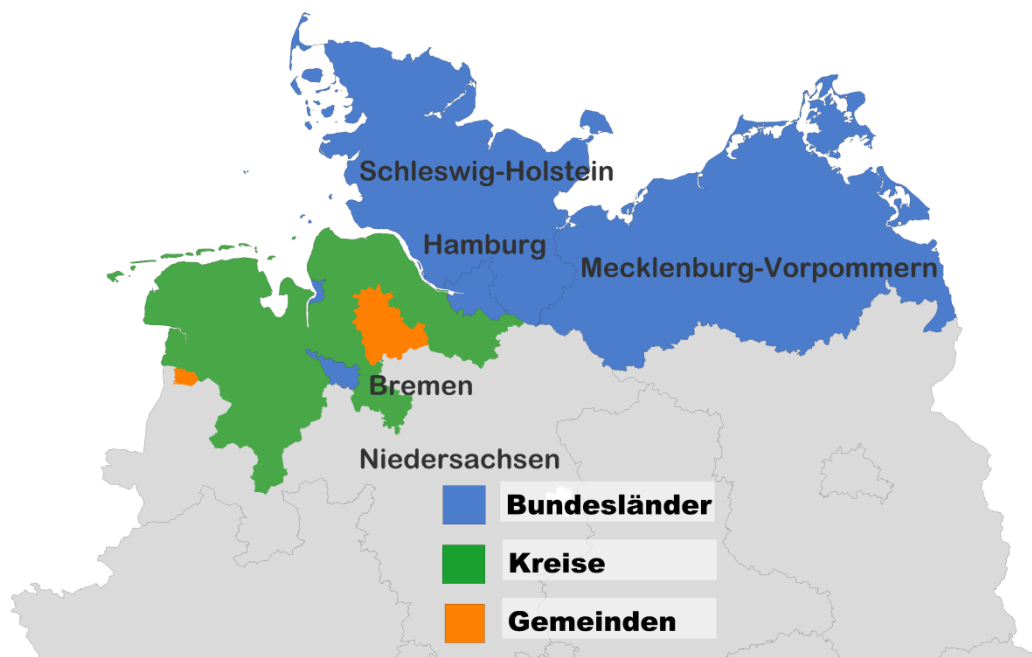 Schleswig-Holstein
Hamburg
Mecklenburg-Vorpommern
Bremen
Niedersachsen
Bundesländer
Kreise
Gemeinden